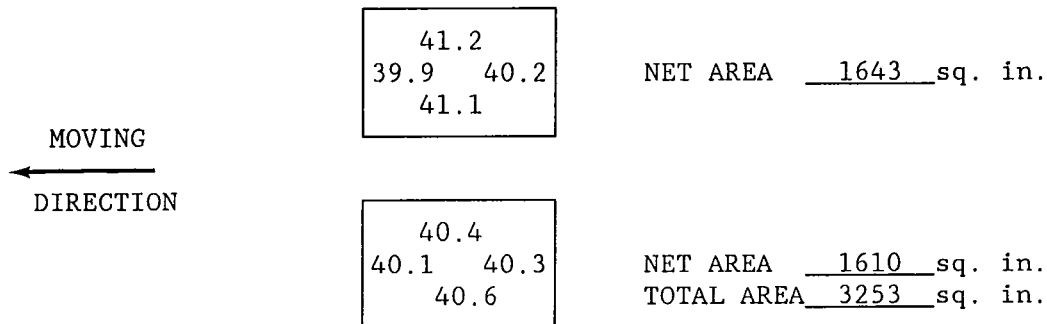 41.2
39.9 40.2 NET AREA 1643 sq. in.
41.1
MOVING
DIRECTION
40.4
40.1 40.3 NET AREA 1610 sq. in.
40.6 TOTAL AREA 3253 sq. in.